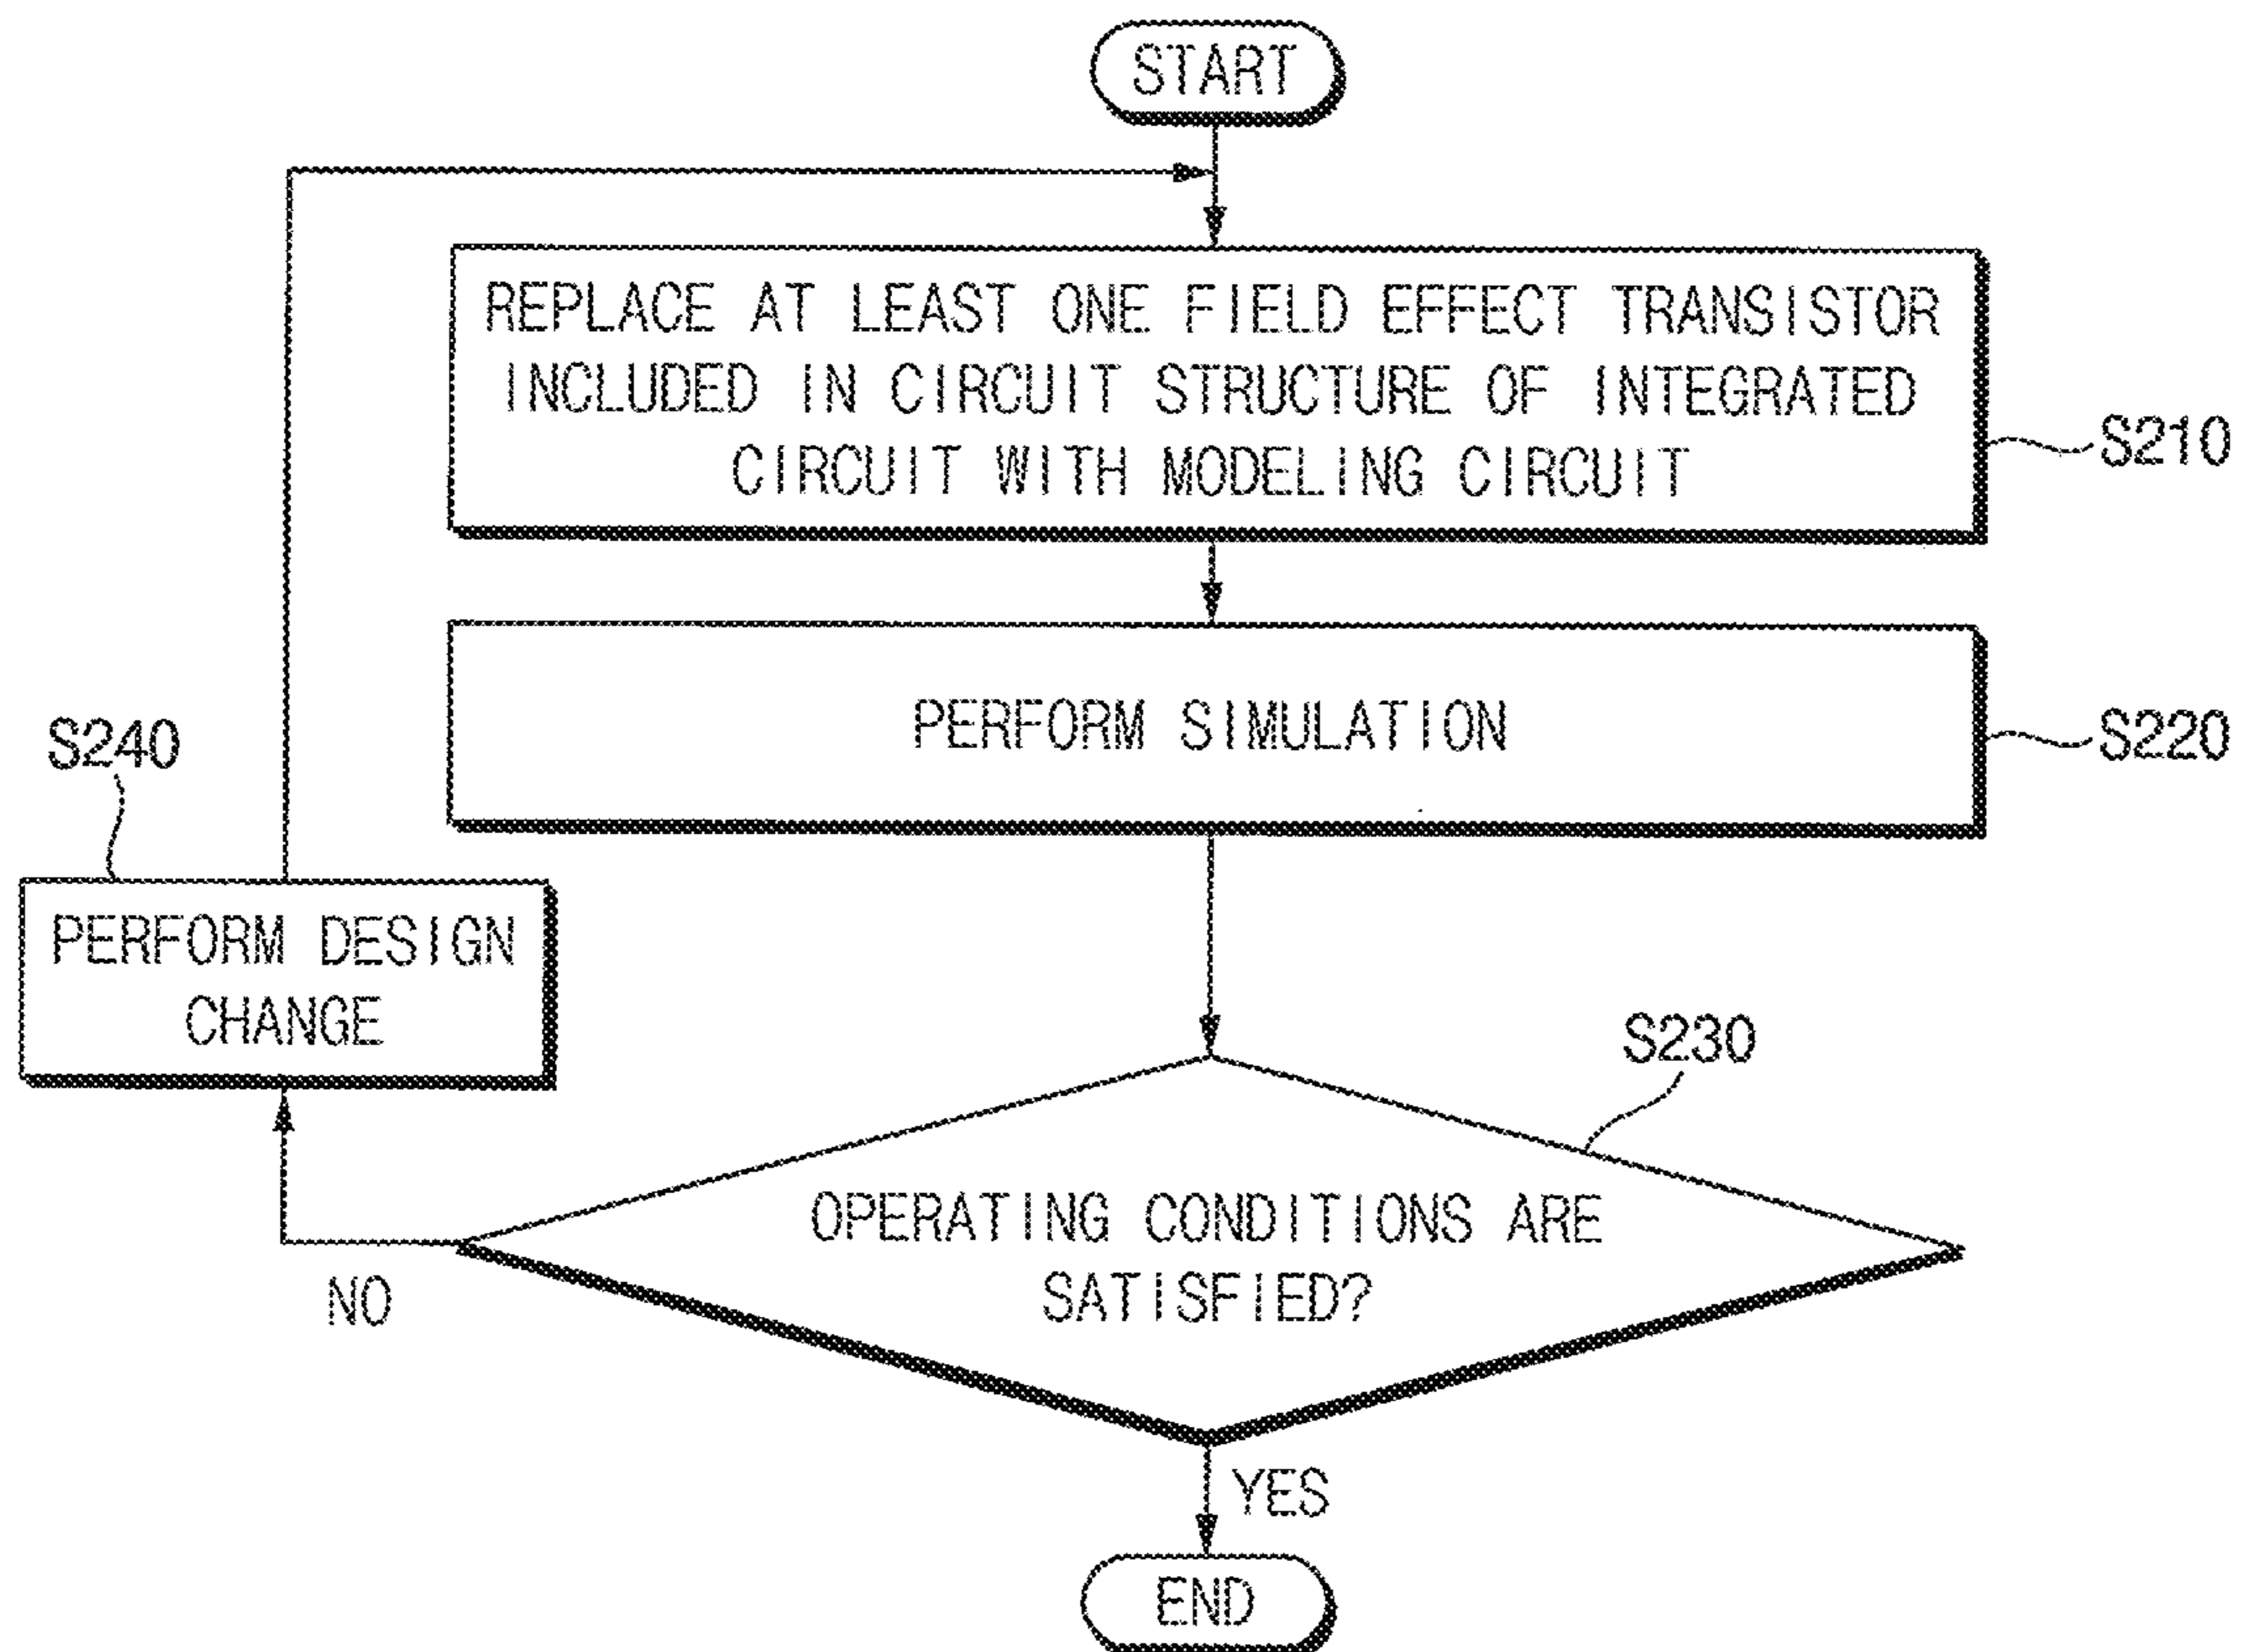 START
REPLACE AT LEAST ONE FIELD EFFECT TRANSISTOR
INCLUDED IN CIRCUIT STRUCTURE OF INTEGRATED
CIRCUIT WITH MODELING CIRCUIT
S210
PERFORM SIMULATION
S220
S240
PERFORM DESIGN
CHANGE
S230
OPERATING CONDITIONS ARE
SATISFIED?
NO
YES
END